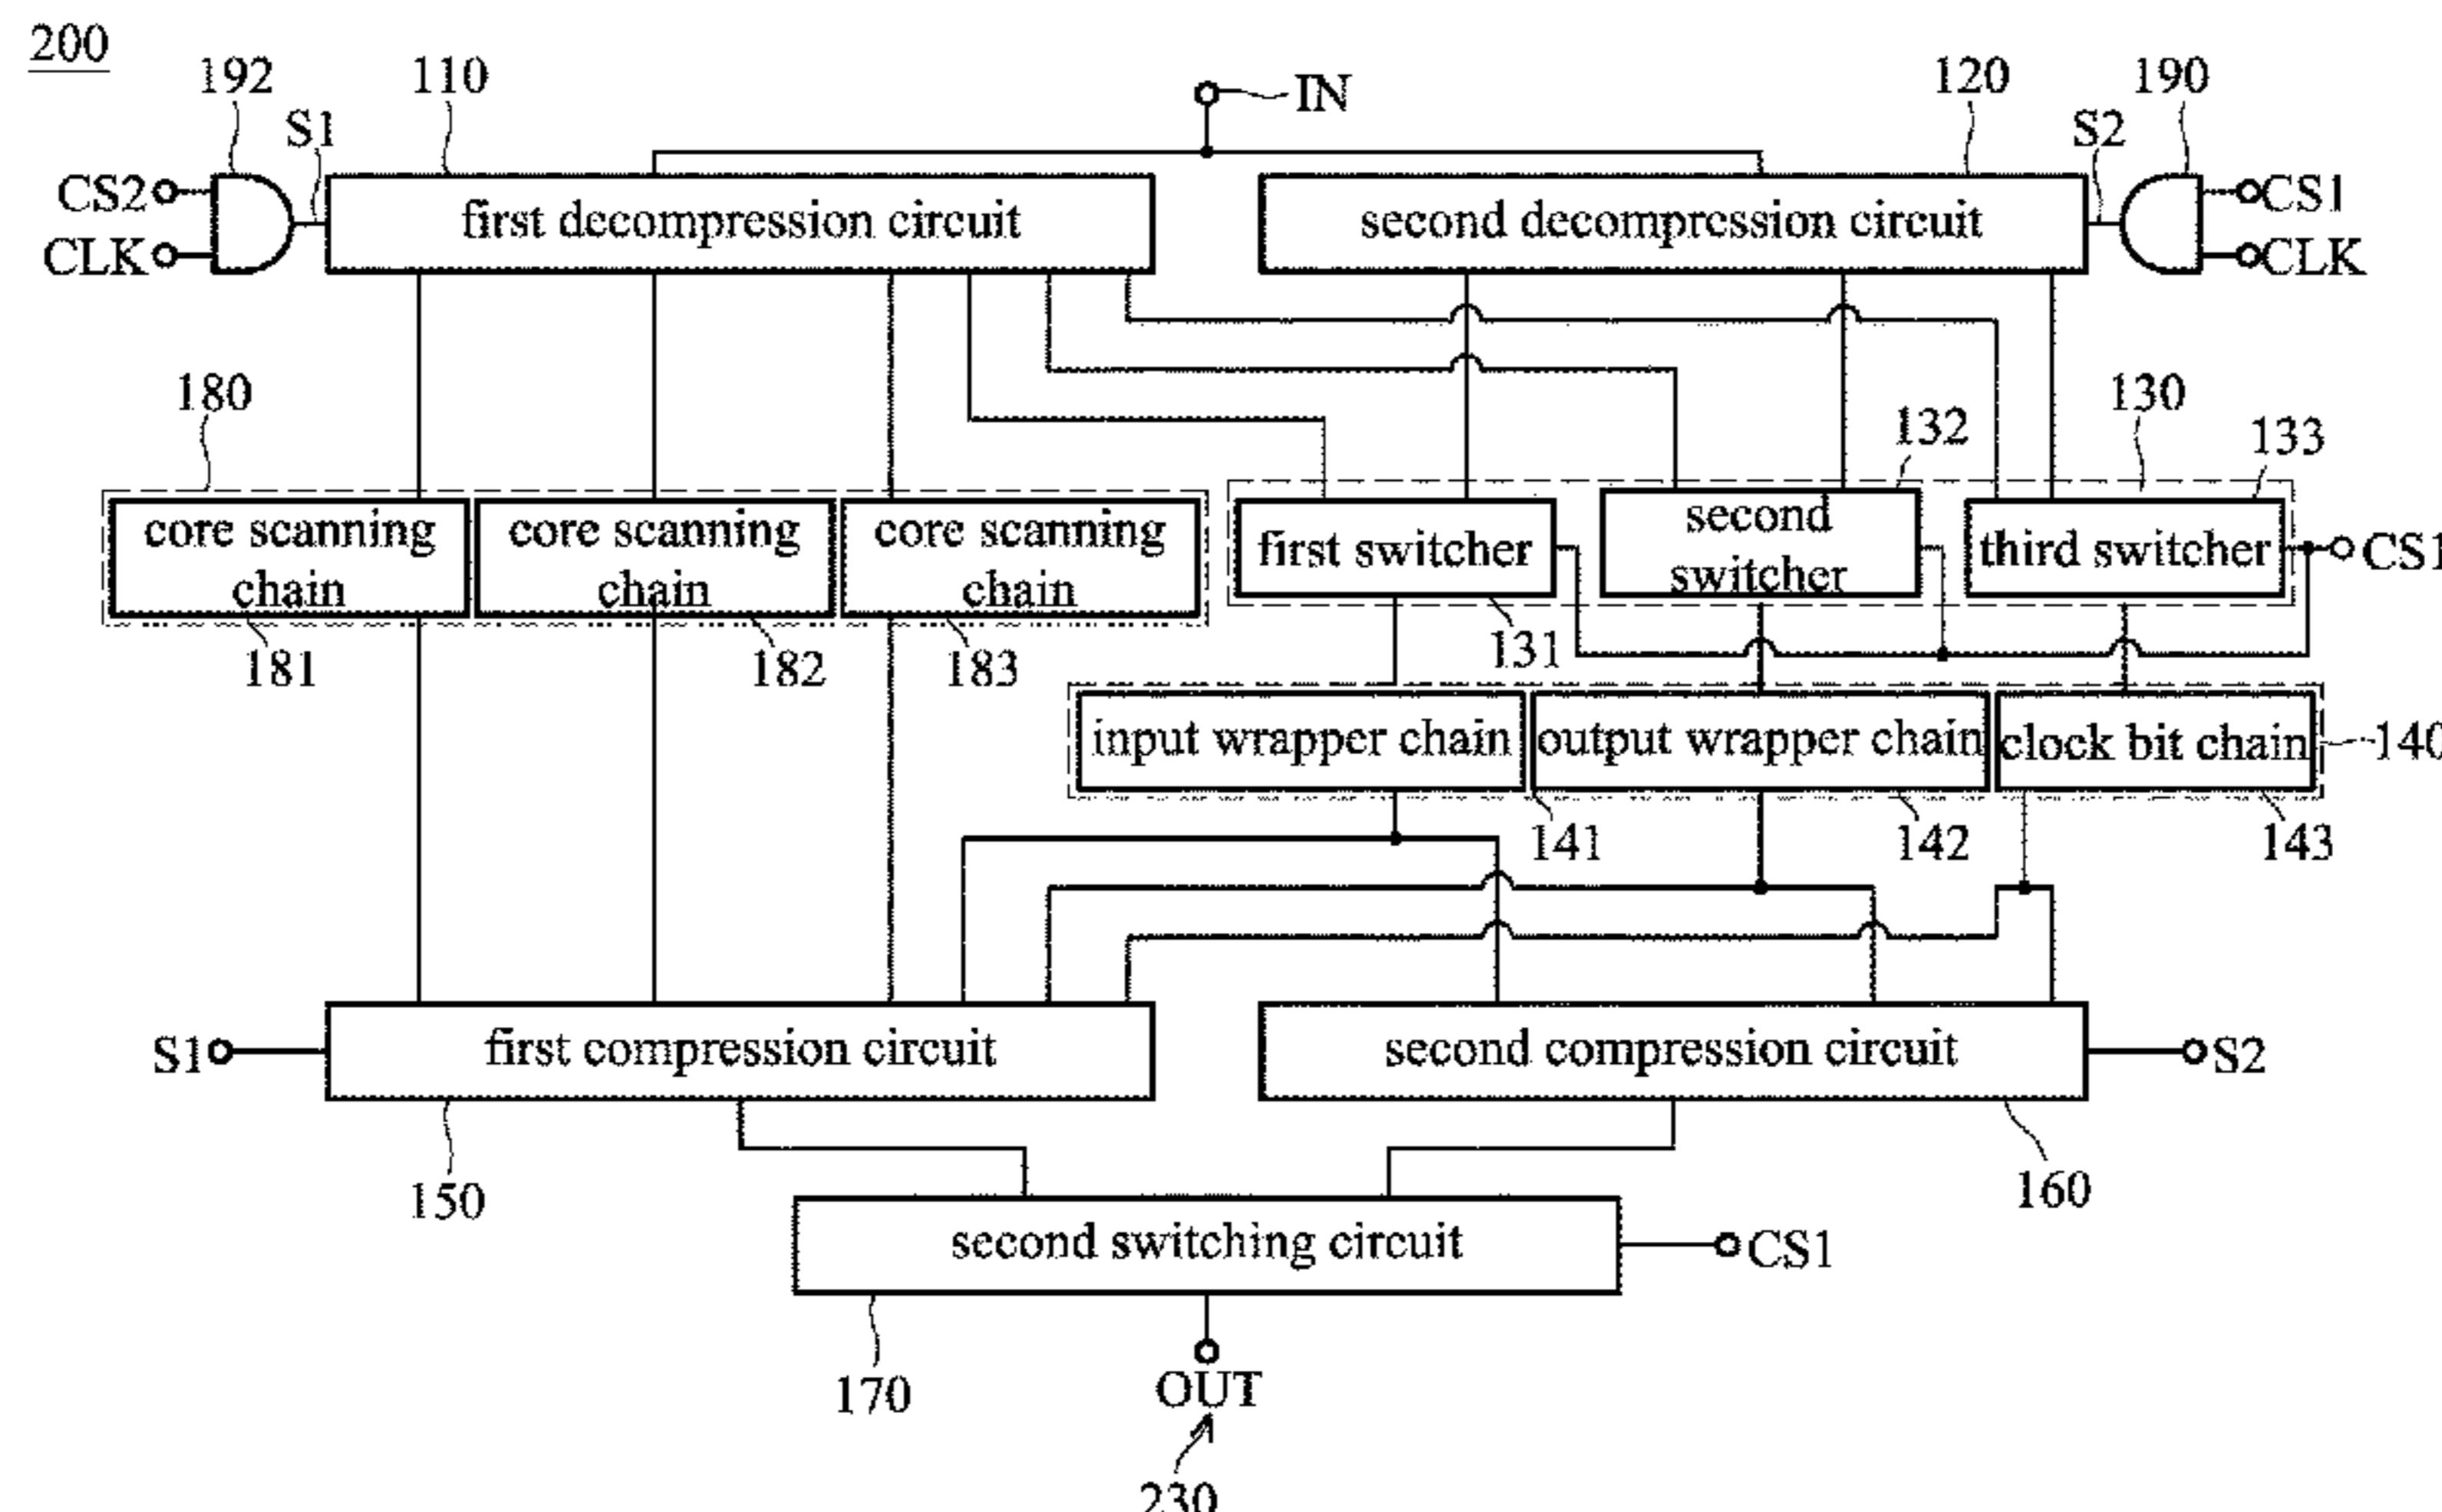 200
192
110
IN
120
190
S1
S2
CS2
CLK
first decompression circuit
second decompression circuit
CS1
CLK
180
130
132
133
core scanning
chain
core scanning
chain
core scanning
chain
first switcher
second
switcher
third switcher
CS1
181
182
183
131
input wrapper chain
output wrapper chain
clock bit chain
140
141
142
143
S1
first compression circuit
second compression circuit
S2
150
160
second switching circuit
CS1
170
OUT
230